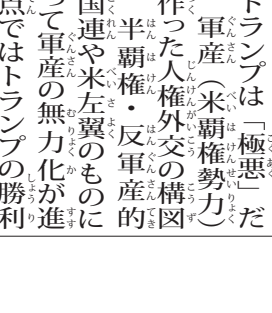 トランプは「極悪」だ
軍産(米覇権勢力)
作った人権外交の構図
半覇権・反軍産的
国連や米左翼のものに
って軍産の無力化が進
点ではトランプの勝利